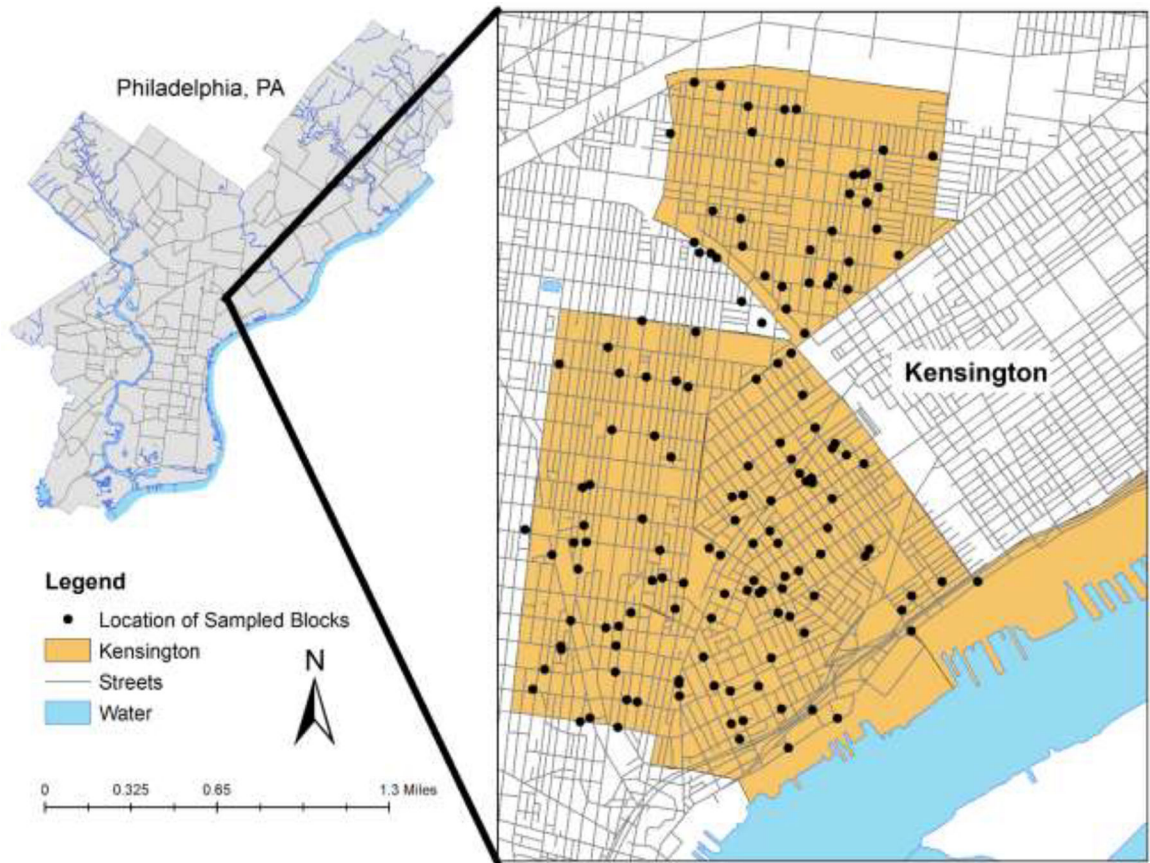 Philadelphia, PA
Kensington
Legend
Location of Sampled Blocks
Kensington
Streets
Water
N
0 0.325 0.65 1.3 Miles